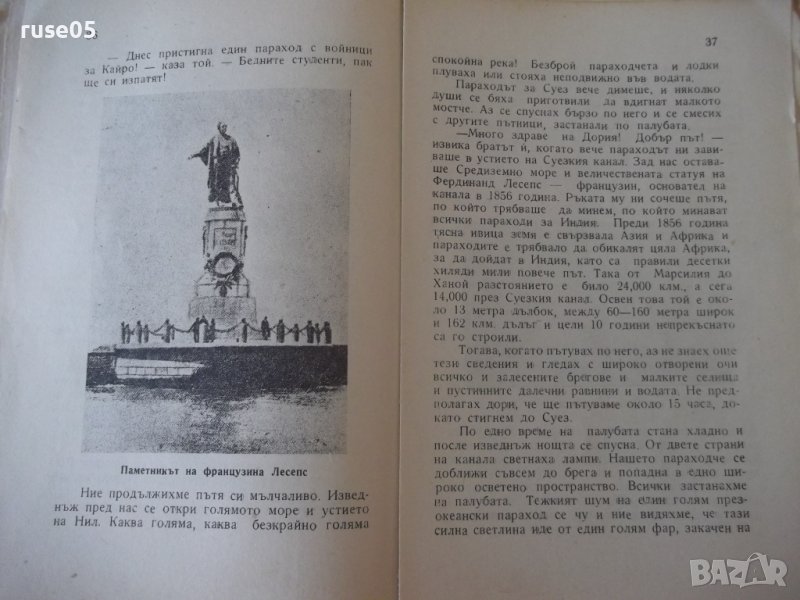 ruse05
— Днес пристигна един параход с войници
за Кайро! — каза той. — Белните студенти, пак
ще си изпатят!
Паметникът на французина Лесепс
Ние продължихме пътя си мълчаливо. Извед-
нъж пред нас се откри голямото море и устието
на Нил. Каква голяма, каква безкрайно голяма
37
спокойна река! Безброй параходчета и лодки
плуваха или стояха неподвижно във водата.
Параходът за Суез вече димеше, и няколко
души се бяха приготвили да вдигнат малкото
мостче. Аз се спуснах бързо по него и се смесих
с другите пътници, застанали по палубата.
—Много здраве на Дория! Добър път! —
извика братът ѝ, когато вече параходът ни зави-
ваше в устието на Суезкия канал. Зад нас остава-
ше Средиземно море и величествената статуя на
Фердинанд Лесепс — французин, основател на
канала в 1856 година. Ръката му ни сочеше пътя,
по който трябваше да минем, по който минават
всички параходи за Индия. Преди 1856 година
тясна ивица земя е свързвала Азия и Африка и
параходите е трябвало да обикалят цяла Африка,
за да дойдат в Индия, като са правили десетки
хиляди мили повече път. Така от Марсилия до
Ханой разстоянието е било 24,000 клм., а сега
14,000 през Суезкия канал. Освен това той е око-
ло 13 метра дълбок, между 60—160 метра широк
и 162 клм. дълъг и цели 10 години непрекъснато
са го строили.
Тогава, когато пътувах по него, аз не знаех още
тези сведения и гледах с широко отворени очи
всичко и залесените брегове и малките селища
и пустинните далечни равнини и водата. Не пред-
полагах дори, че ще пътуваме около 15 часа, до-
като стигнем до Суез.
По едно време на палубата стана хладно и
после изведнъж нощта се спусна. От двете страни
на канала светнаха лампи. Нашето параходче се
доближи съвсем до брега и попадна в едно ши-
роко осветено пространство. Всички застанахме
на палубата. Тежкият шум на един голям през-
океански параход се чу и ние видяхме, че тази
силна светлина иде от един голям фар, закачен на
BAZAR